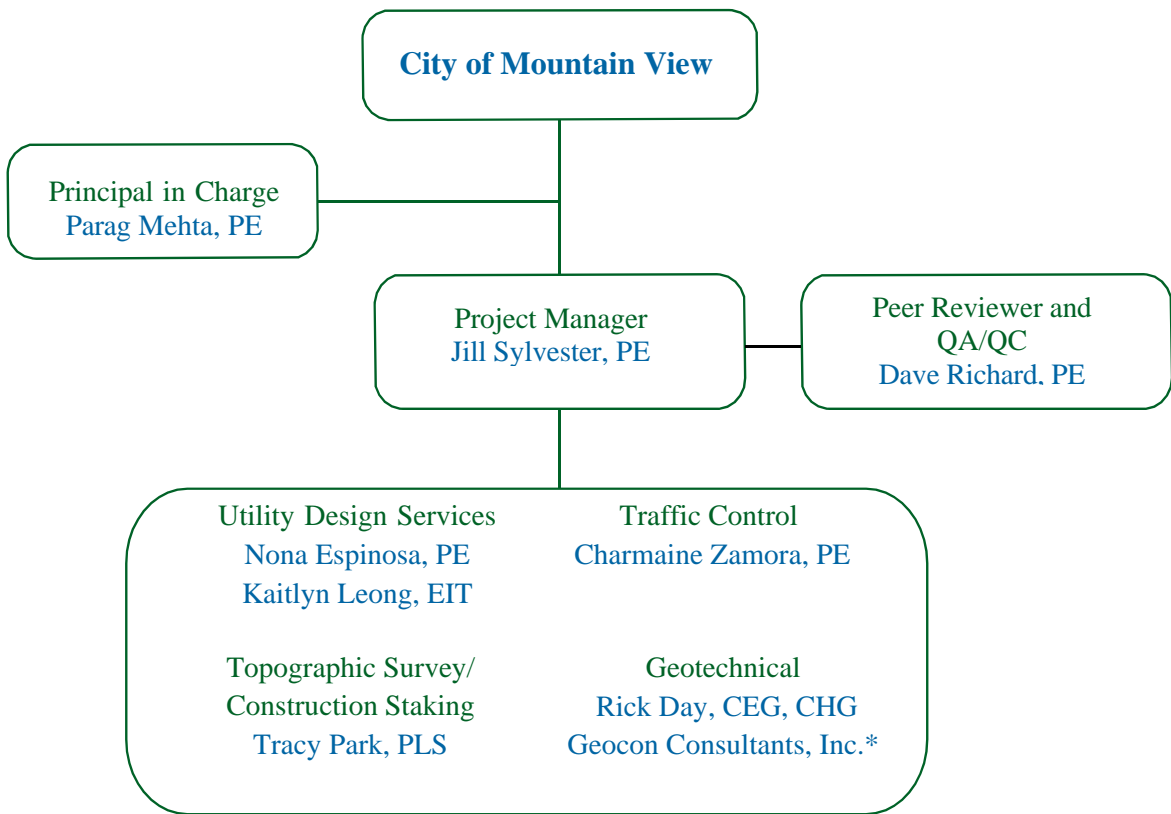 City of Mountain View
Principal in Charge
Parag Mehta, PE
Project Manager
Jill Sylvester, PE
Peer Reviewer and
QA/QC
Dave Richard, PE
Utility Design Services
Nona Espinosa, PE
Kaitlyn Leong, EIT
Traffic Control
Charmaine Zamora, PE
Topographic Survey/
Construction Staking
Tracy Park, PLS
Geotechnical
Rick Day, CEG, CHG
Geocon Consultants, Inc.*